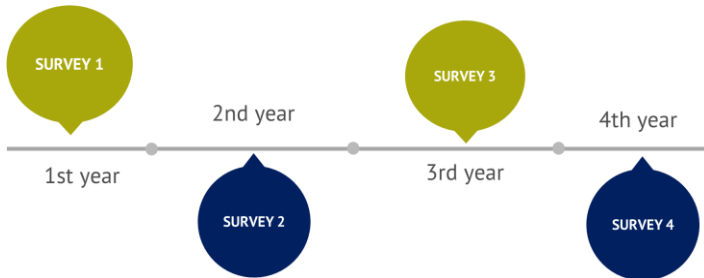 SURVEY 1
1st year
2nd year
SURVEY 2
SURVEY 3
3rd year
4th year
SURVEY 4